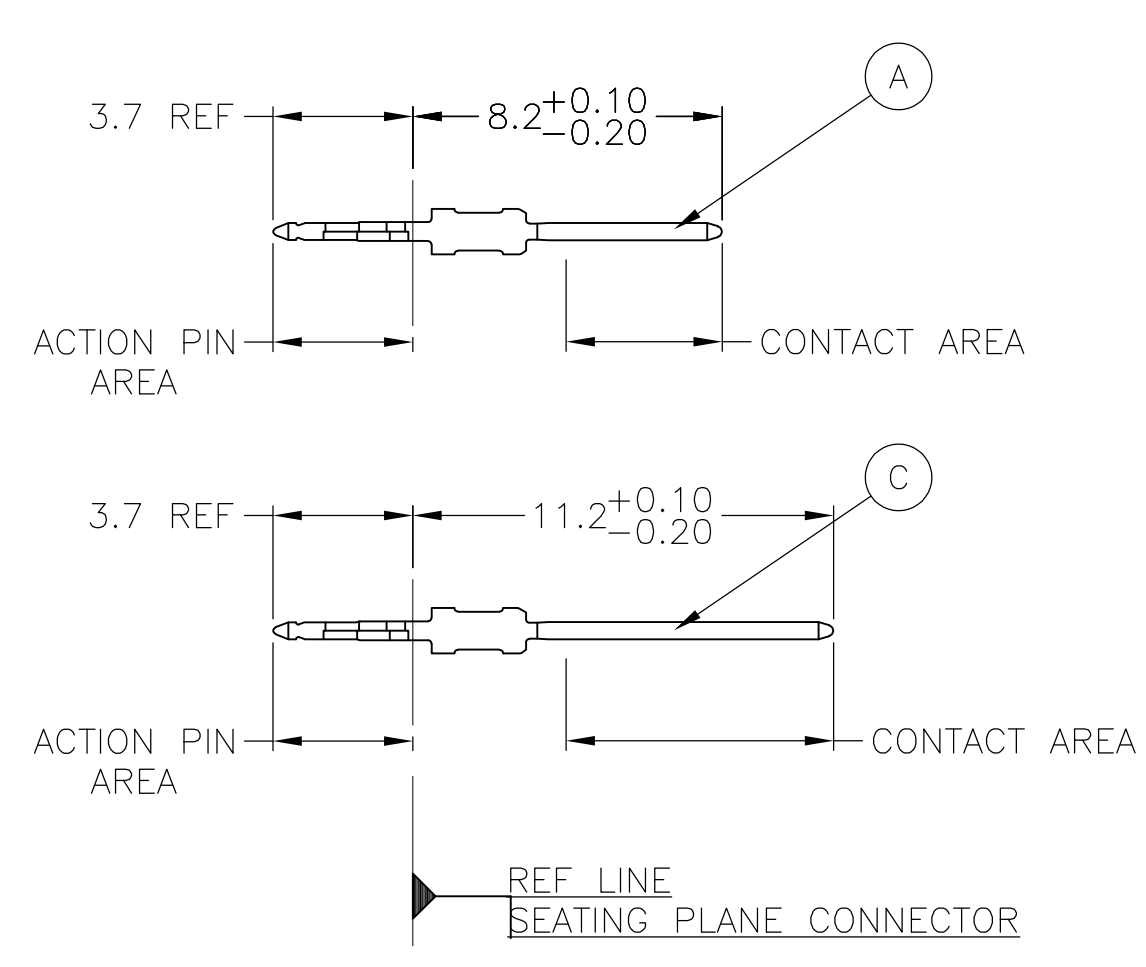 A
3.7 REF
8.2 +0.10
-0.20
ACTION PIN
AREA
CONTACT AREA
C
3.7 REF
11.2 +0.10
-0.20
ACTION PIN
AREA
CONTACT AREA
REF LINE
SEATING PLANE CONNECTOR